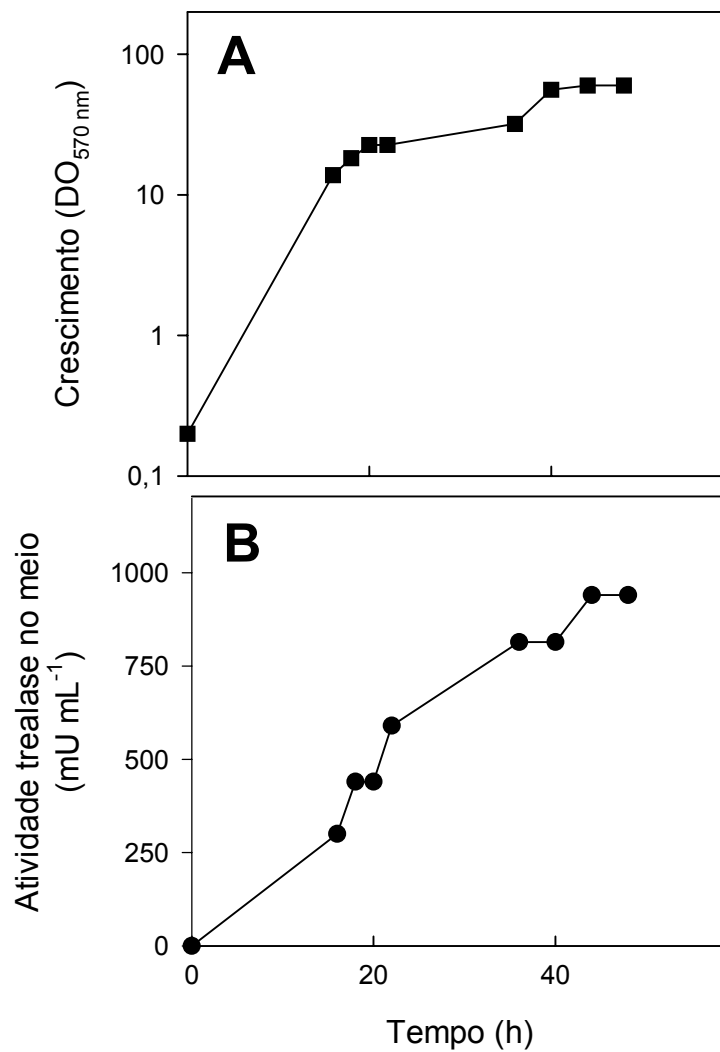 A
Crescimento (DO570 nm)
100
10
1
0,1
B
Atividade trealase no meio
(mU mL-1)
1000
750
500
250
0
0 20 40
Tempo (h)